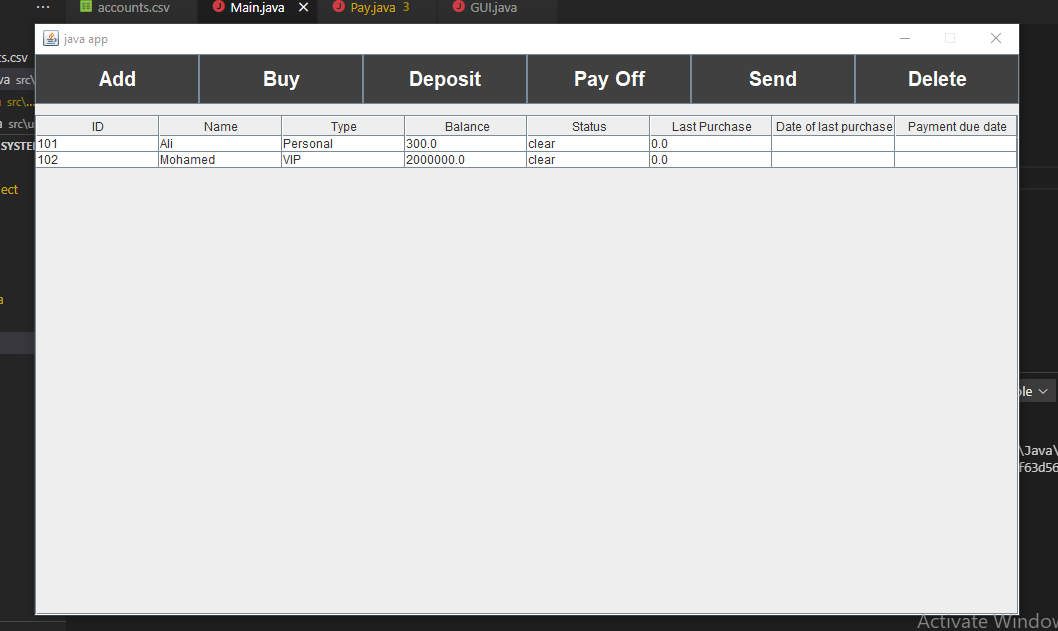 ... accounts.csv Main.java Pay.java 3 GUI.java
java app
ts.csv
Add Buy Deposit Pay Off Send Delete
va src\
src\...
src\u
ID Name Type Balance Status Last Purchase Date of last purchase Payment due date
101 Ali Personal 300.0 clear 0.0
SYSTE
102 Mohamed VIP 2000000.0 clear 0.0
ect
a
ole
\Java\
f63d56
Activate Window